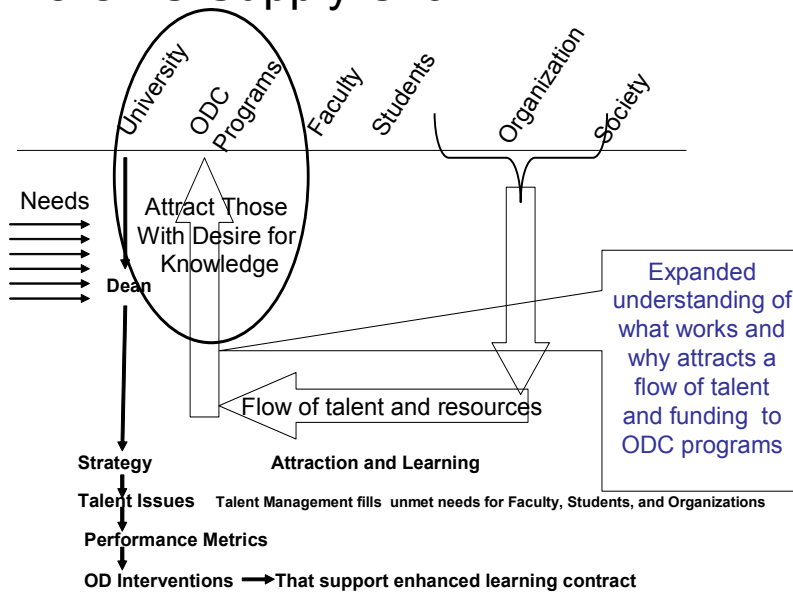 University
ODC
Programs
Faculty
Students
Organization
Society
Needs
Attract Those
With Desire for
Knowledge
Dean
Expanded
understanding of
what works and
why attracts a
flow of talent
and funding to
ODC programs
Flow of talent and resources
Strategy
Attraction and Learning
Talent Issues
Talent Management fills unmet needs for Faculty, Students, and Organizations
Performance Metrics
OD Interventions
That support enhanced learning contract